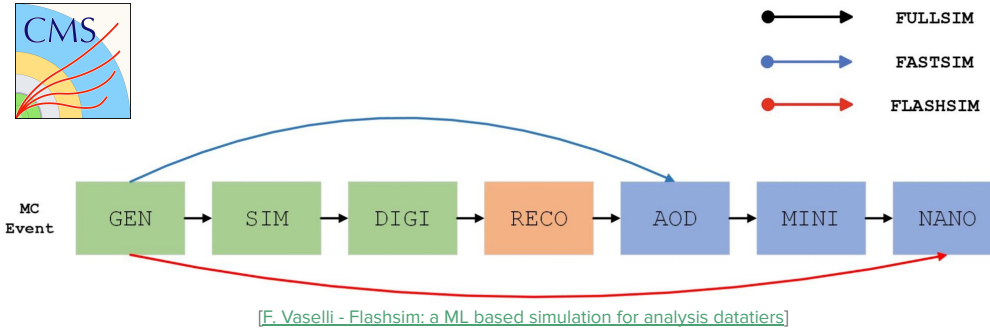 CMS
FULLSIM
FASTSIM
FLASHSIM
MC
Event
GEN
SIM
DIGI
RECO
AOD
MINI
NANO
[F. Vaselli - Flashsim: a ML based simulation for analysis datatiers]